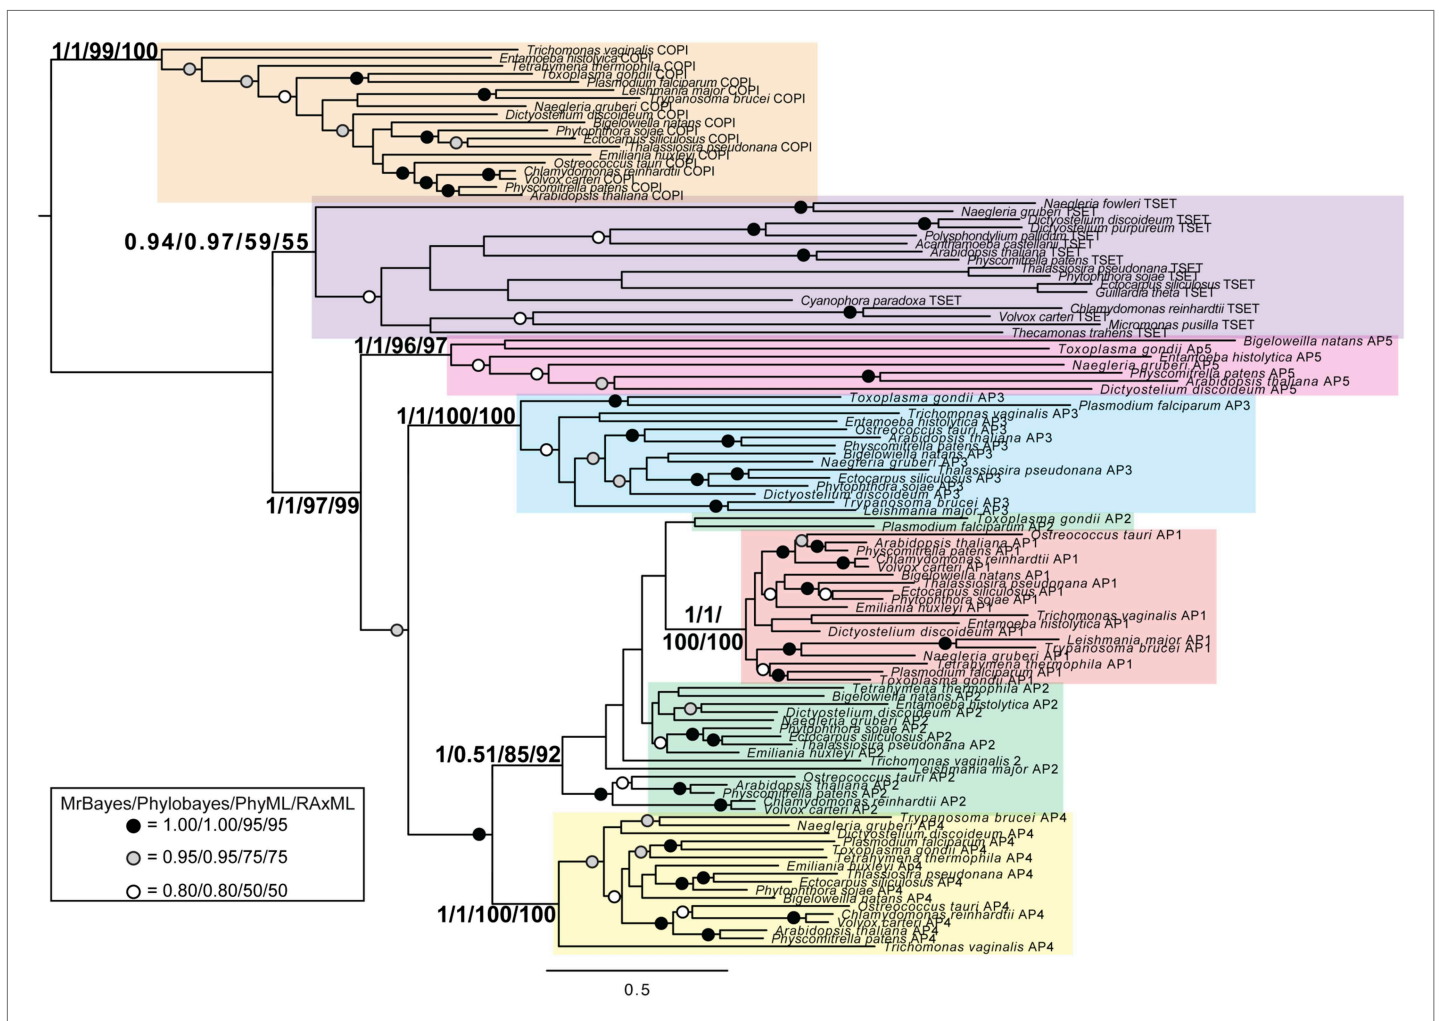 1/1/99/100
Trichomonas vaginalis COPI
Entamoeba histolytica COPI
Tetrahymena thermophila COPI
Toxoplasma gondii COPI
Plasmodium falciparum COPI
Leishmania major COPI
Trypanosoma brucei COPI
Naegleria gruberi COPI
Dictyostelium discoideum COPI
Bigelowiella natans COPI
Phytophthora sojae COPI
Ectocarpus siliculosus COPI
Thalassiosira pseudonana COPI
Emiliania huxleyi COPI
Ostreococcus tauri COPI
Chlamydomonas reinhardtii COPI
Volvox carteri COPI
Physcomitrella patens COPI
Arabidopsis thaliana COPI
0.94/0.97/59/55
Naegleria fowleri TSET
Naegleria gruberi TSET
Dictyostelium discoideum TSET
Dictyostelium purpureum TSET
Polysphondylium pallidum TSET
Acanthamoeba castellanii TSET
Arabidopsis thaliana TSET
Physcomitrella patens TSET
Thalassiosira pseudonana TSET
Phytophthora sojae TSET
Ectocarpus siliculosus TSET
Guillardia theta TSET
Cyanophora paradoxa TSET
Chlamydomonas reinhardtii TSET
Volvox carteri TSET
Micromonas pusilla TSET
Thecamonas trahens TSET
1/1/96/97
Bigeloweilla natans AP5
Toxoplasma gondii Ap5
Entamoeba histolytica AP5
Naegleria gruberi AP5
Physcomitrella patens AP5
Arabidopsis thaliana AP5
Dictyostelium discoideum AP5
1/1/100/100
Toxoplasma gondii AP3
Plasmodium falciparum AP3
Trichomonas vaginalis AP3
Entamoeba histolytica AP3
Ostreococcus tauri AP3
Arabidopsis thaliana AP3
Physcomitrella patens AP3
Bigelowiella natans AP3
Naegleria gruberi AP3
Thalassiosira pseudonana AP3
Ectocarpus siliculosus AP3
Phytophthora sojae AP3
Dictyostelium discoideum AP3
Trypanosoma brucei AP3
Leishmania major AP3
1/1/97/99
Toxoplasma gondii AP2
Plasmodium falciparum AP2
Ostreococcus tauri AP1
Arabidopsis thaliana AP1
Physcomitrella patens AP1
Chlamydomonas reinhardtii AP1
Volvox carteri AP1
Bigelowiella natans AP1
Thalassiosira pseudonana AP1
Ectocarpus siliculosus AP1
Phytophthora sojae AP1
Emiliania huxleyi AP1
1/1/
100/100
Trichomonas vaginalis AP1
Entamoeba histolytica AP1
Dictyostelium discoideum AP1
Leishmania major AP1
Trypanosoma brucei AP1
Naegleria gruberi AP1
Tetrahymena thermophila AP1
Plasmodium falciparum AP1
Toxoplasma gondii AP1
Tetrahymena thermophila AP2
Bigelowiella natans AP2
Entamoeba histolytica AP2
Dictyostelium discoideum AP2
Naegleria gruberi AP2
Phytophthora sojae AP2
Ectocarpus siliculosus AP2
Thalassiosira pseudonana AP2
Emiliania huxleyi AP2
1/0.51/85/92
Trichomonas vaginalis 2
Leishmania major AP2
Ostreococcus tauri AP2
Arabidopsis thaliana AP2
Physcomitrella patens AP2
Chlamydomonas reinhardtii AP2
Volvox carteri AP2
Trypanosoma brucei AP4
Naegleria gruberi AP4
Dictyostelium discoideum AP4
Plasmodium falciparum AP4
Toxoplasma gondii AP4
Tetrahymena thermophila AP4
Emiliania huxleyi Ap4
Thlassiosira pseudonana AP4
Ectocarpus siliculosus AP4
Phytophthora sojae AP4
Bigelowiella natans AP4
1/1/100/100
Ostreococcus tauri AP4
Chlamydomonas reinhardtii AP4
Volvox carteri AP4
Arabidopsis thaliana AP4
Physcomitrella patens AP4
Trichomonas vaginalis AP4
MrBayes/Phylobayes/PhyML/RAxML
= 1.00/1.00/95/95
= 0.95/0.95/75/75
= 0.80/0.80/50/50
0.5